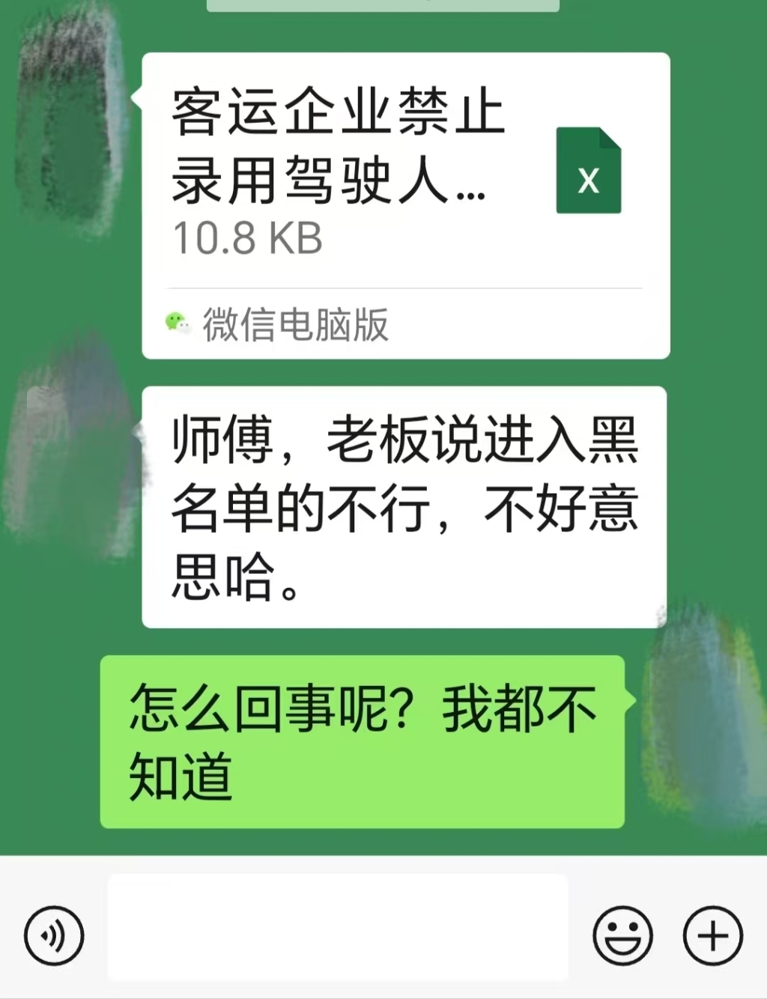 客运企业禁止
录用驾驶人...
10.8 KB
X
微信电脑版
师傅，老板说进入黑
名单的不行，不好意
思哈。
怎么回事呢？我都不
知道